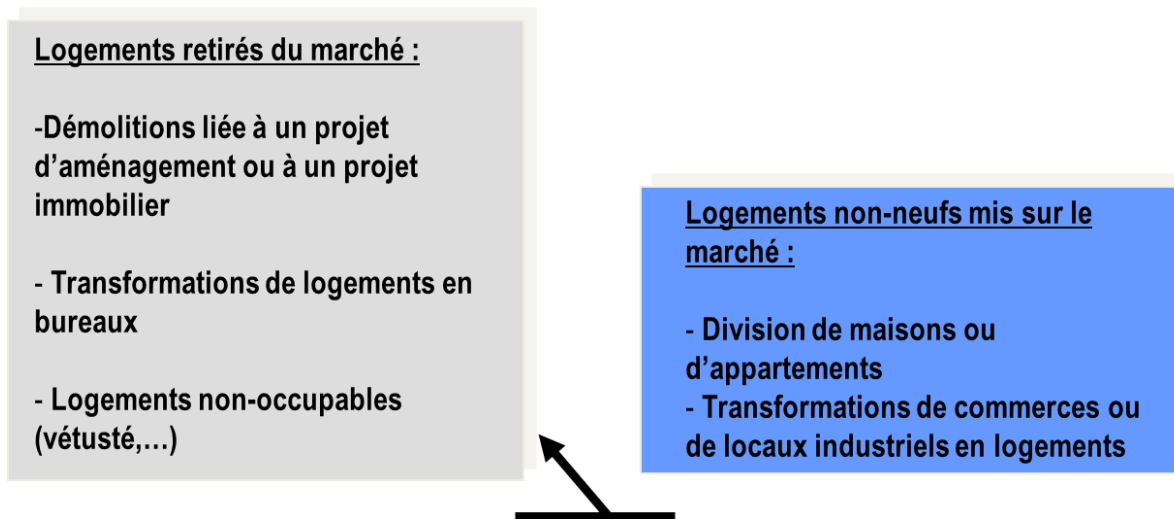 Logements retirés du marché :
-Démolitions liée à un projet
d’aménagement ou à un projet
immobilier
- Transformations de logements en
bureaux
- Logements non-occupables
(vétusté,…)
Logements non-neufs mis sur le
marché :
- Division de maisons ou
d’appartements
- Transformations de commerces ou
de locaux industriels en logements